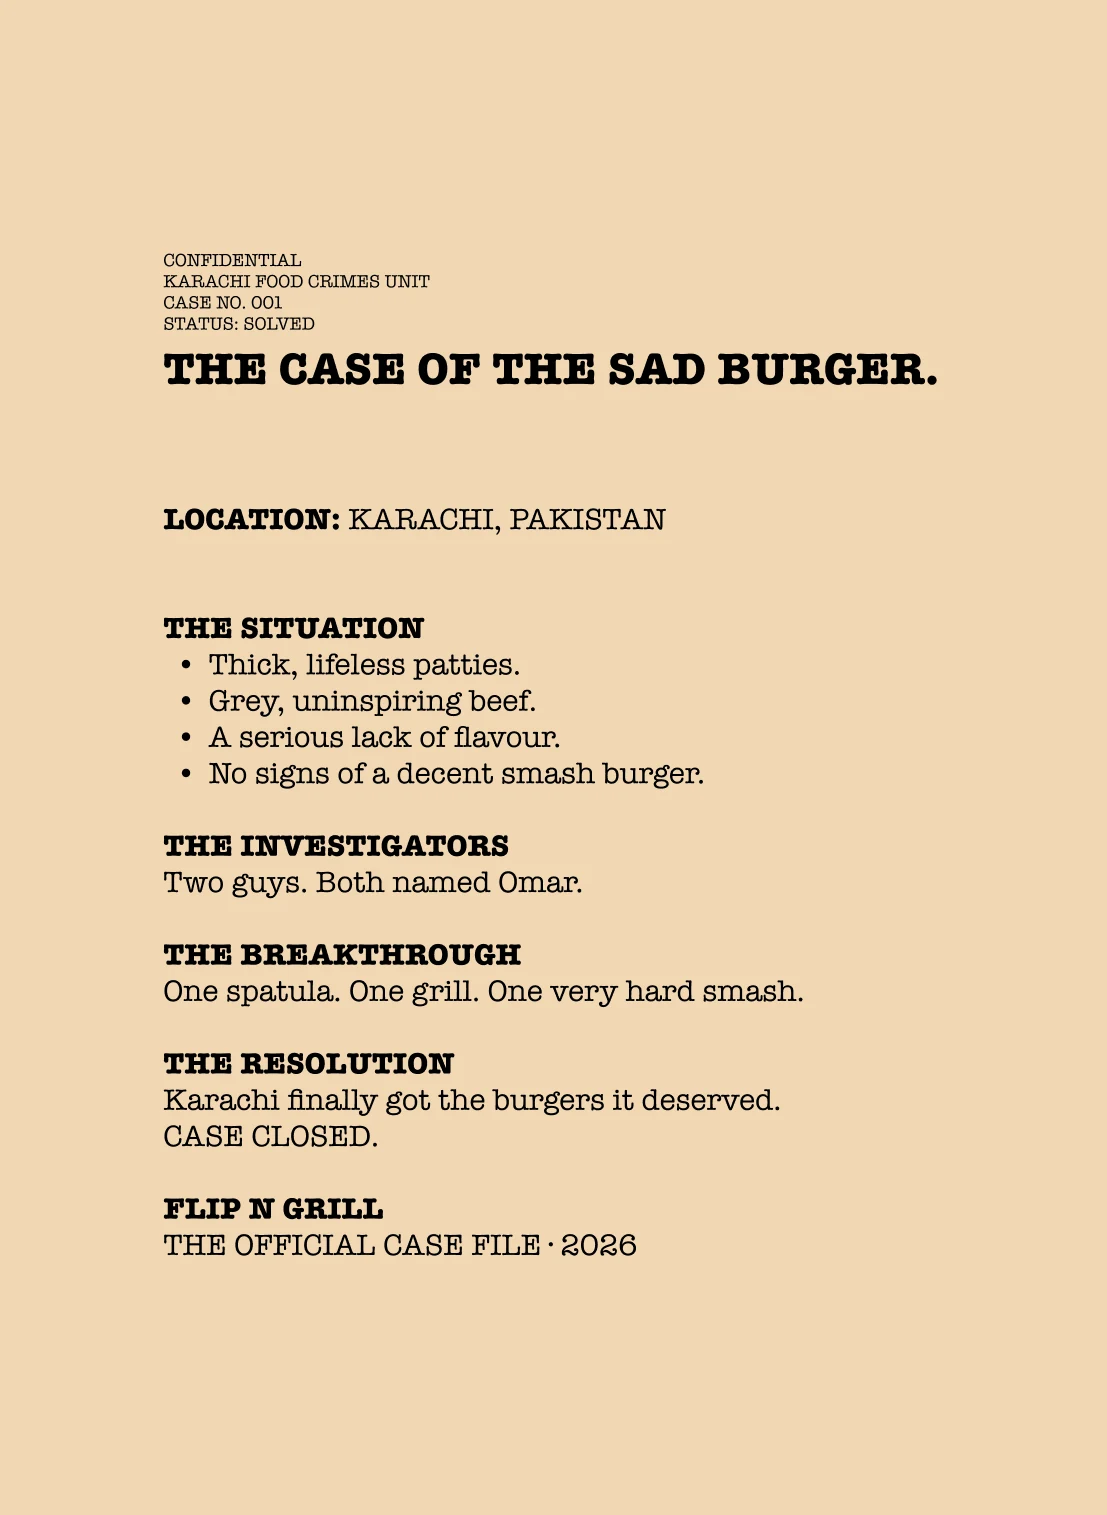 CONFIDENTIAL
KARACHI FOOD CRIMES UNIT
CASE NO. 001
STATUS: SOLVED
THE CASE OF THE SAD BURGER.
LOCATION: KARACHI, PAKISTAN
THE SITUATION
• Thick, lifeless patties.
• Grey, uninspiring beef.
• A serious lack of flavour.
• No signs of a decent smash burger.
THE INVESTIGATORS
Two guys. Both named Omar.
THE BREAKTHROUGH
One spatula. One grill. One very hard smash.
THE RESOLUTION
Karachi finally got the burgers it deserved.
CASE CLOSED.
FLIP N GRILL
THE OFFICIAL CASE FILE · 2026